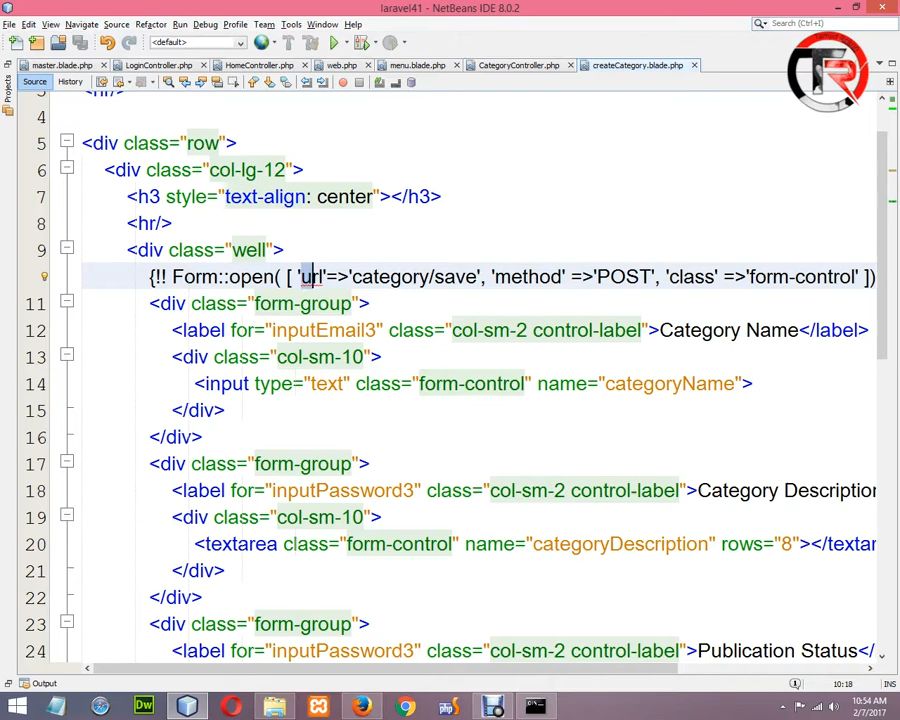 laravel41 - NetBeans IDE 8.0.2
File Edit View Navigate Source Refactor Run Debug Profile Team Tools Window Help
Search (Ctrl+I)
<default>
master.blade.php LoginController.php HomeController.php web.php menu.blade.php CategoryController.php createCategory.blade.php
Projects
Source History
TR
3 <hr/>
4
5 <div class="row">
6 <div class="col-lg-12">
7 <h3 style="text-align: center"></h3>
8 <hr/>
9 <div class="well">
{!! Form::open( [ 'url'=>'category/save', 'method' =>'POST', 'class' =>'form-control' ])
11 <div class="form-group">
12 <label for="inputEmail3" class="col-sm-2 control-label">Category Name</label>
13 <div class="col-sm-10">
14 <input type="text" class="form-control" name="categoryName">
15 </div>
16 </div>
17 <div class="form-group">
18 <label for="inputPassword3" class="col-sm-2 control-label">Category Description
19 <div class="col-sm-10">
20 <textarea class="form-control" name="categoryDescription" rows="8"></textar
21 </div>
22 </div>
23 <div class="form-group">
24 <label for="inputPassword3" class="col-sm-2 control-label">Publication Status</
Output
10:18 INS
Dw
php
10:54 AM
2/7/2017